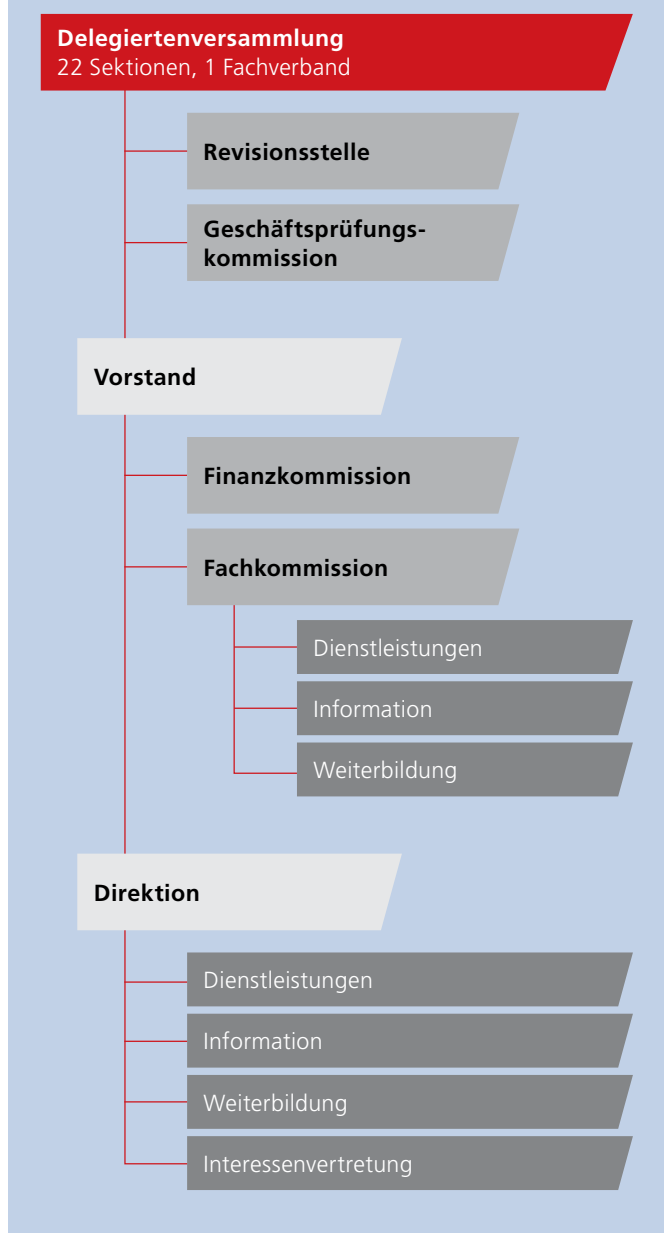 Delegiertenversammlung
22 Sektionen, 1 Fachverband
Revisionsstelle
Geschäftsprüfungs-
kommission
Vorstand
Finanzkommission
Fachkommission
Dienstleistungen
Information
Weiterbildung
Direktion
Dienstleistungen
Information
Weiterbildung
Interessenvertretung